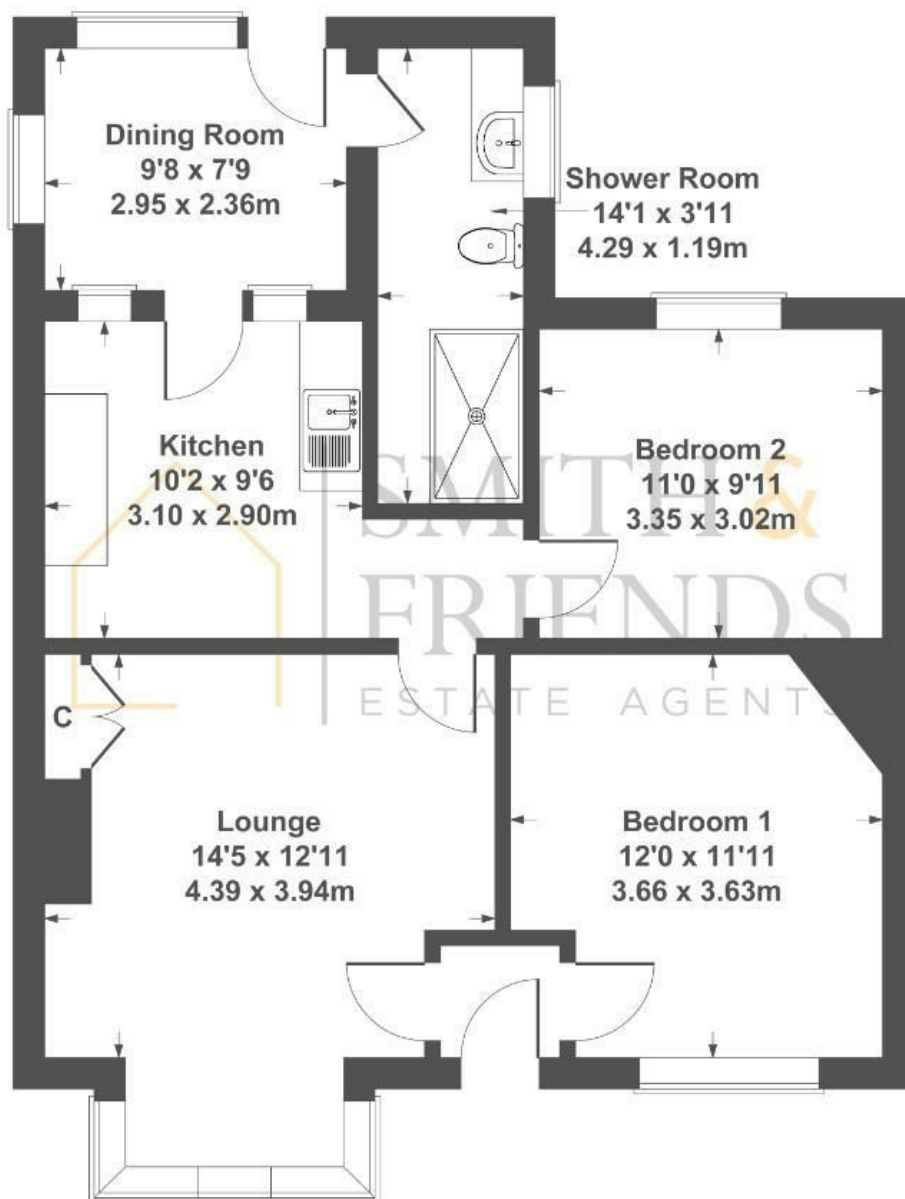 Dining Room
9'8 x 7'9
2.95 x 2.36m
Shower Room
14'1 x 3'11
4.29 x 1.19m
Kitchen
10'2 x 9'6
3.10 x 2.90m
Bedroom 2
11'0 x 9'11
3.35 x 3.02m
SMITH &
FRIENDS
ESTATE AGENTS
C
Lounge
14'5 x 12'11
4.39 x 3.94m
Bedroom 1
12'0 x 11'11
3.66 x 3.63m